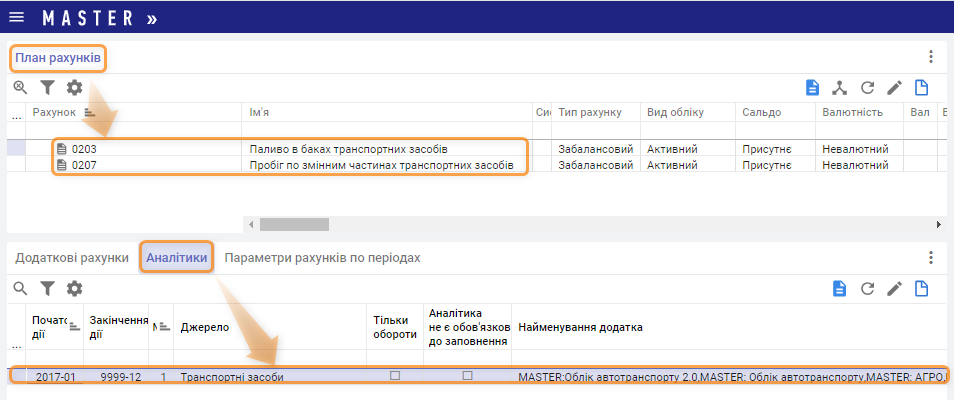 MASTER »
План рахунків
... Рахунок Ім'я Сис Тип рахунку Вид обліку Сальдо Валютність Вал
0203 Паливо в баках транспортних засобів Забалансовий Активний Присутнє Невалютний
0207 Пробіг по змінним частинах транспортних засобів Забалансовий Активний Присутнє Невалютний
Додаткові рахунки Аналітики Параметри рахунків по періодах
... Початс дії Закінчення дії Джерело Тільки обороти Аналітика не є обов'язков до заповнення Найменування додатка
2017-01 9999-12 1 Транспортні засоби MASTER:Облік автотранспорту 2.0,MASTER: Облік автотранспорту,MASTER: АГРО,